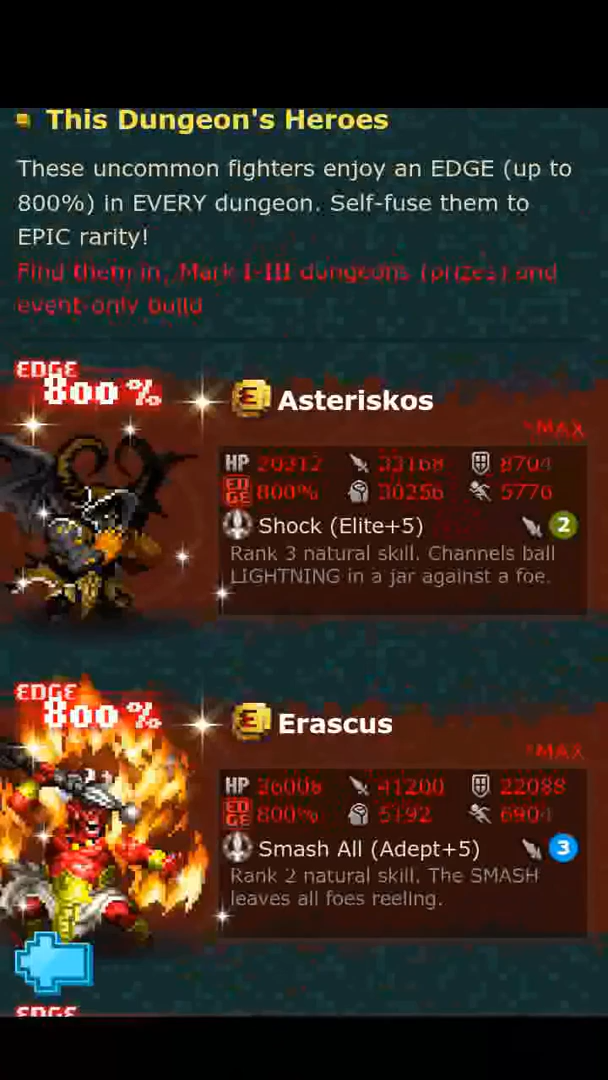 This Dungeon's Heroes
These uncommon fighters enjoy an EDGE (up to
800%) in EVERY dungeon. Self-fuse them to
EPIC rarity!
Find them in: Mark I-III dungeons (prizes) and
event-only build
EDGE
800%
E Asteriskos
*MAX
HP 20312 33168 8704
EDGE 800% 30256 5776
Shock (Elite+5) 2
Rank 3 natural skill. Channels ball
LIGHTNING in a jar against a foe.
EDGE
800%
E Erascus
*MAX
HP 26008 41200 22088
EDGE 800% 5192 6904
Smash All (Adept+5) 3
Rank 2 natural skill. The SMASH
leaves all foes reeling.
EDGE